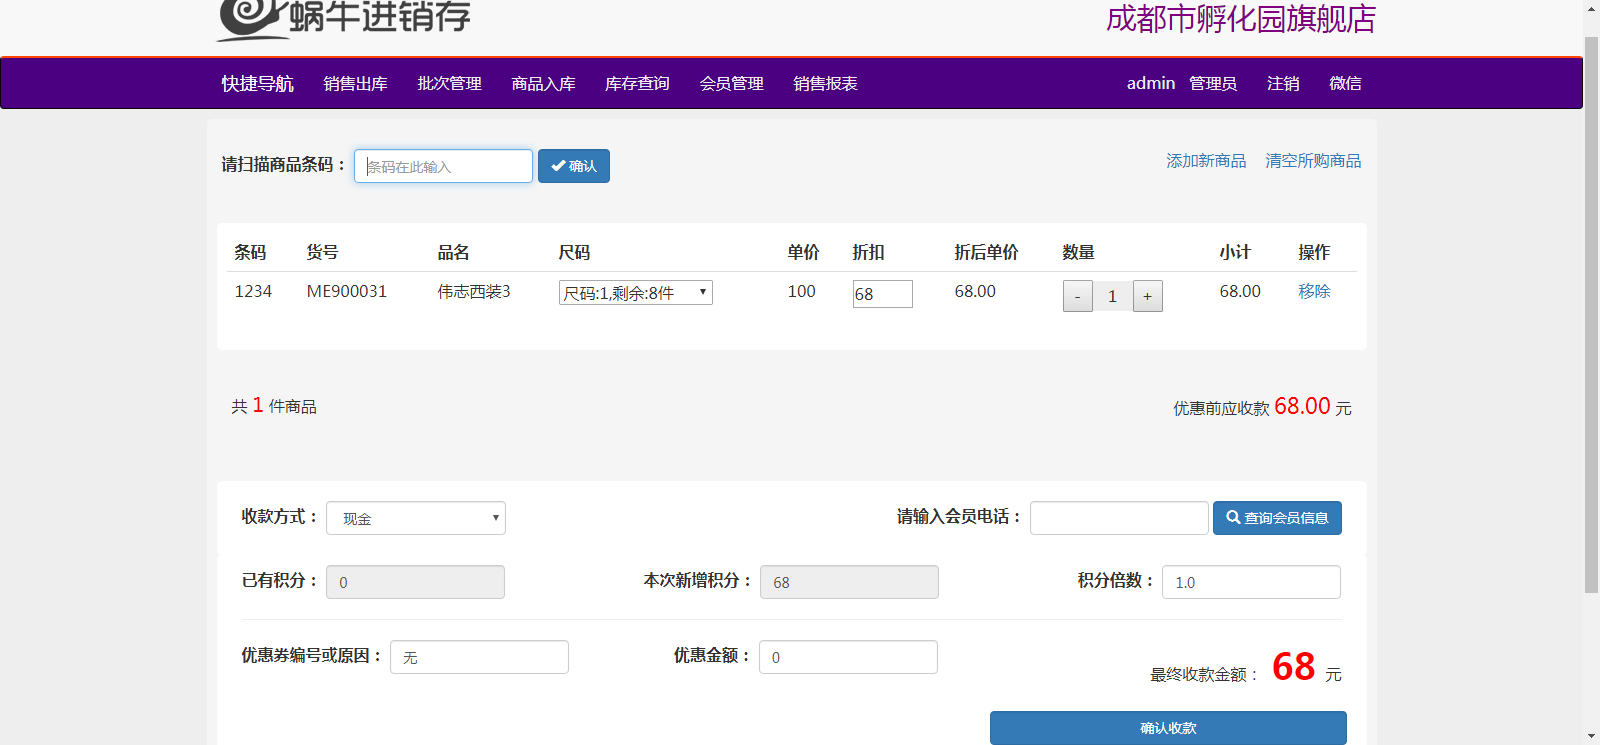 蜗牛进销存
成都市孵化园旗舰店
快捷导航 销售出库 批次管理 商品入库 库存查询 会员管理 销售报表 admin 管理员 注销 微信
请扫描商品条码： 条码在此输入 确认 添加新商品 清空所购商品
条码 货号 品名 尺码 单价 折扣 折后单价 数量 小计 操作
1234 ME900031 伟志西装3 尺码:1,剩余:8件 100 68 68.00 - 1 + 68.00 移除
共 1 件商品 优惠前应收款 68.00 元
收款方式： 现金 请输入会员电话： 查询会员信息
已有积分： 0 本次新增积分： 68 积分倍数： 1.0
优惠券编号或原因： 无 优惠金额： 0 最终收款金额： 68 元
确认收款